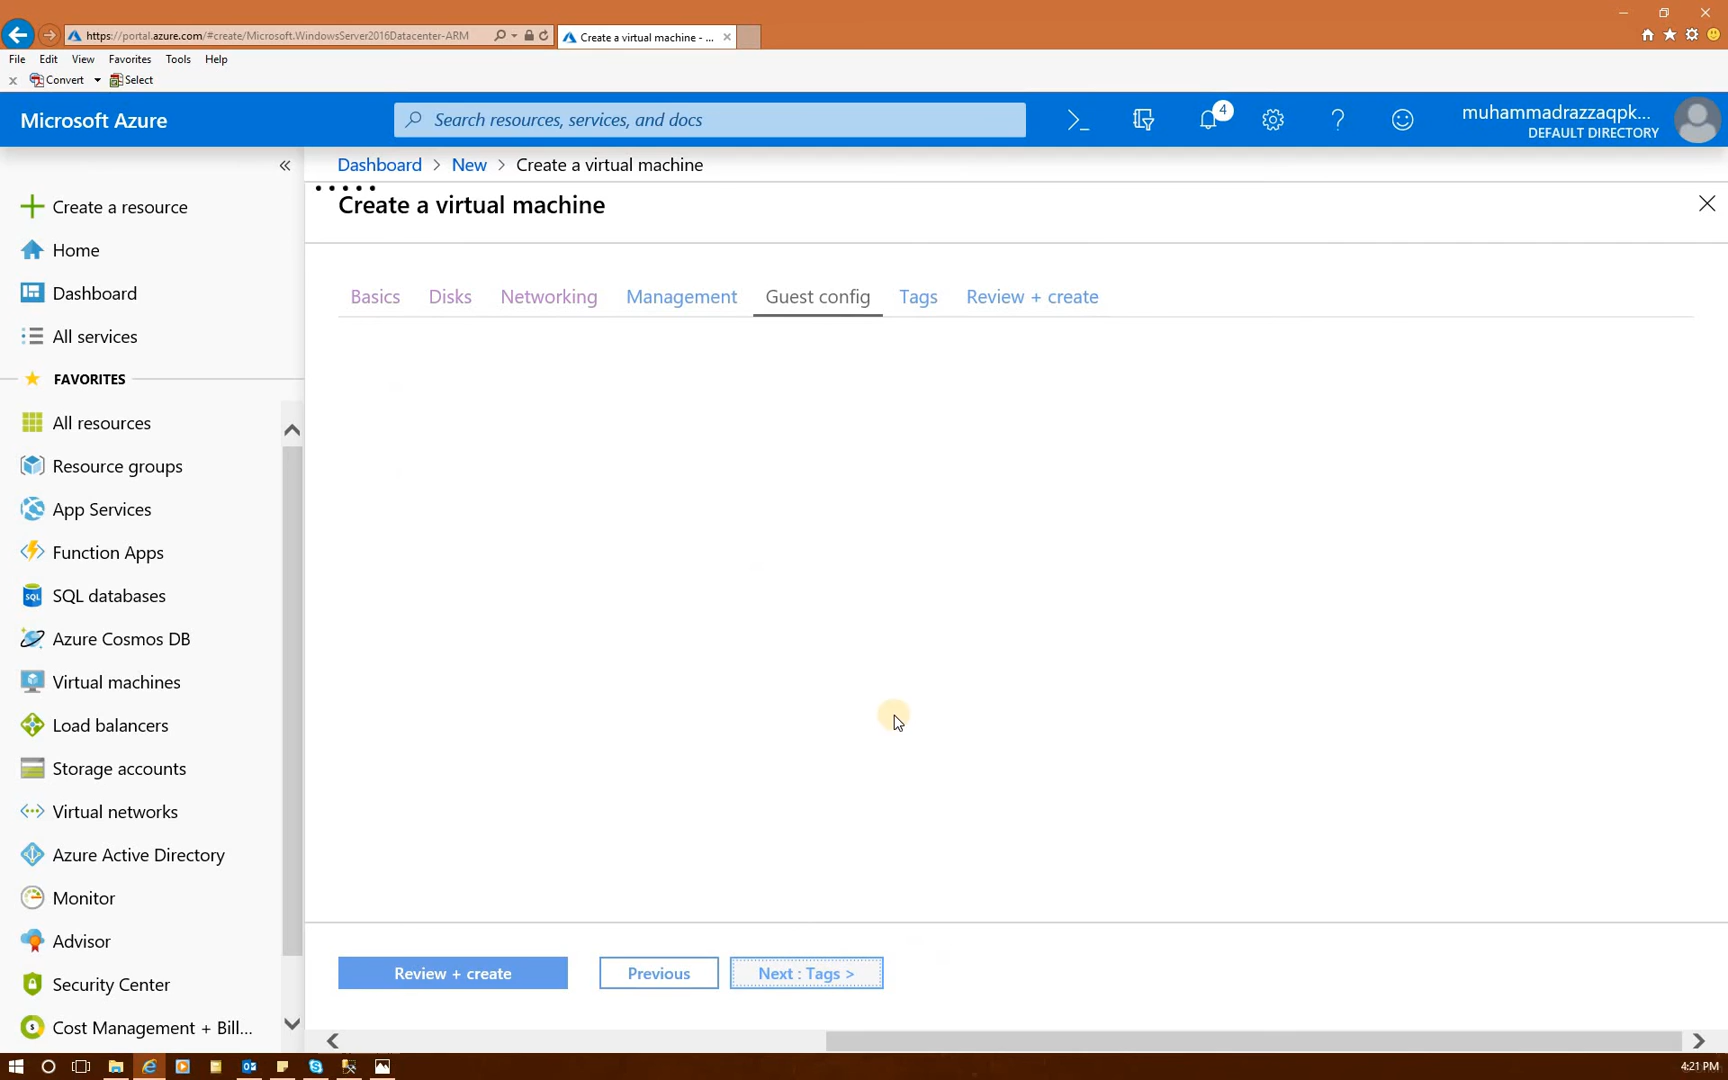 https://portal.azure.com/#create/Microsoft.WindowsServer2016Datacenter-ARM
Create a virtual machine - ...
File Edit View Favorites Tools Help
Convert Select
Microsoft Azure
Search resources, services, and docs
4
muhammadrazzaqpk...
DEFAULT DIRECTORY
Dashboard > New > Create a virtual machine
Create a virtual machine
Basics Disks Networking Management Guest config Tags Review + create
Create a resource
Home
Dashboard
All services
FAVORITES
All resources
Resource groups
App Services
Function Apps
SQL databases
Azure Cosmos DB
Virtual machines
Load balancers
Storage accounts
Virtual networks
Azure Active Directory
Monitor
Advisor
Security Center
Cost Management + Bill...
Review + create
Previous
Next : Tags >
4:21 PM